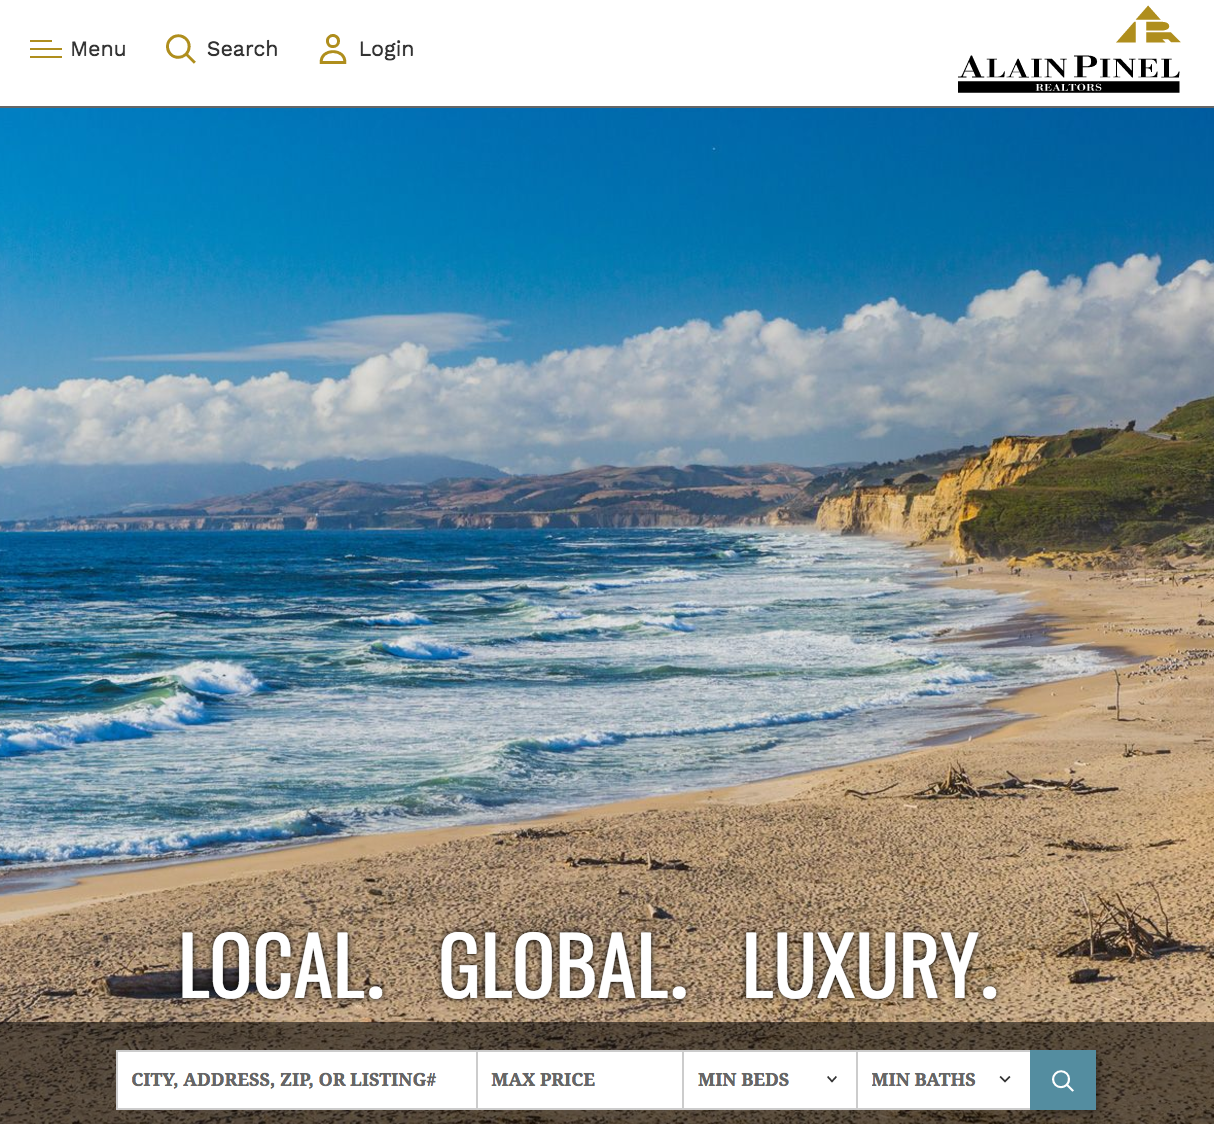 Menu
Search
Login
ALAIN PINEL
REALTORS
LOCAL. GLOBAL. LUXURY.
CITY, ADDRESS, ZIP, OR LISTING#
MAX PRICE
MIN BEDS
MIN BATHS